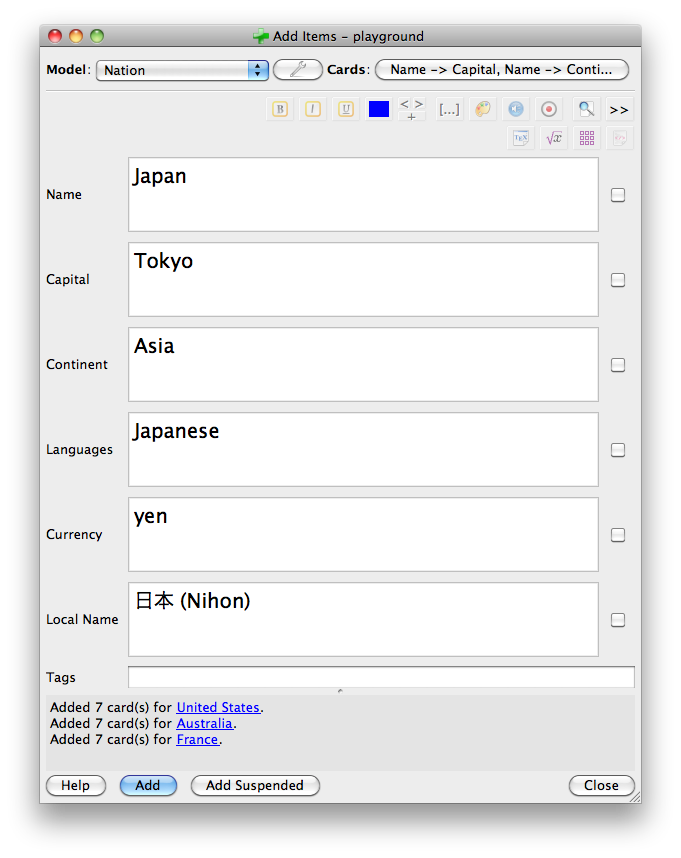 Add Items – playground
Model: Nation Cards: Name -> Capital, Name -> Conti...
B I U < > + [...] >>
TEX √x
Name Japan
Capital Tokyo
Continent Asia
Languages Japanese
Currency yen
Local Name 日本 (Nihon)
Tags
Added 7 card(s) for United States.
Added 7 card(s) for Australia.
Added 7 card(s) for France.
Help Add Add Suspended Close